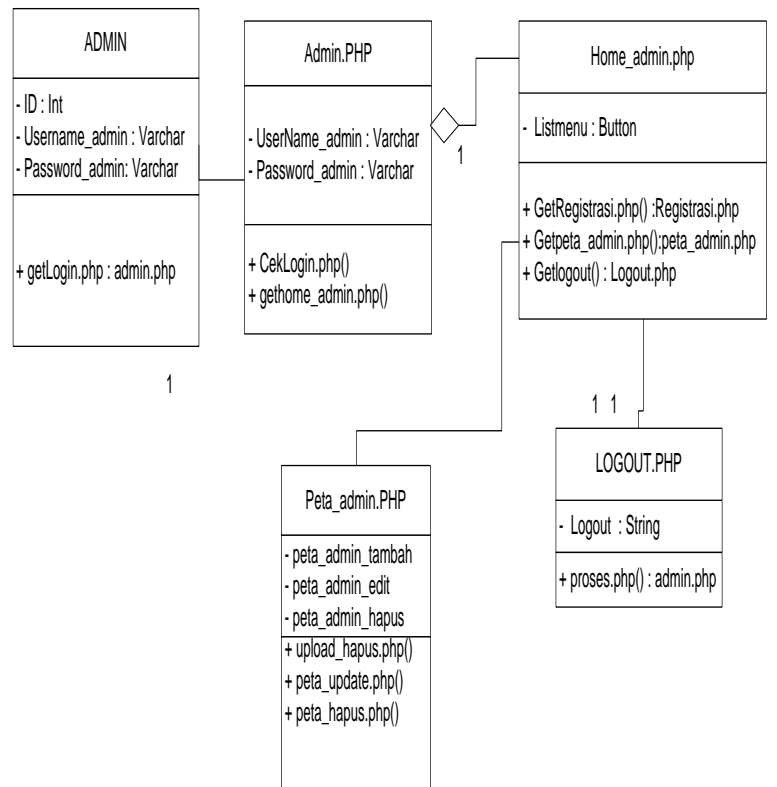 ADMIN
- ID : Int
- Username_admin : Varchar
- Password_admin: Varchar
+ getLogin.php : admin.php
1
Admin.PHP
- UserName_admin : Varchar
- Password_admin : Varchar
+ CekLogin.php()
+ gethome_admin.php()
1
Home_admin.php
- Listmenu : Button
+ GetRegistrasi.php() :Registrasi.php
+ Getpeta_admin.php():peta_admin.php
+ Getlogout() : Logout.php
1 1
Peta_admin.PHP
- peta_admin_tambah
- peta_admin_edit
- peta_admin_hapus
+ upload_hapus.php()
+ peta_update.php()
+ peta_hapus.php()
LOGOUT.PHP
- Logout : String
+ proses.php() : admin.php